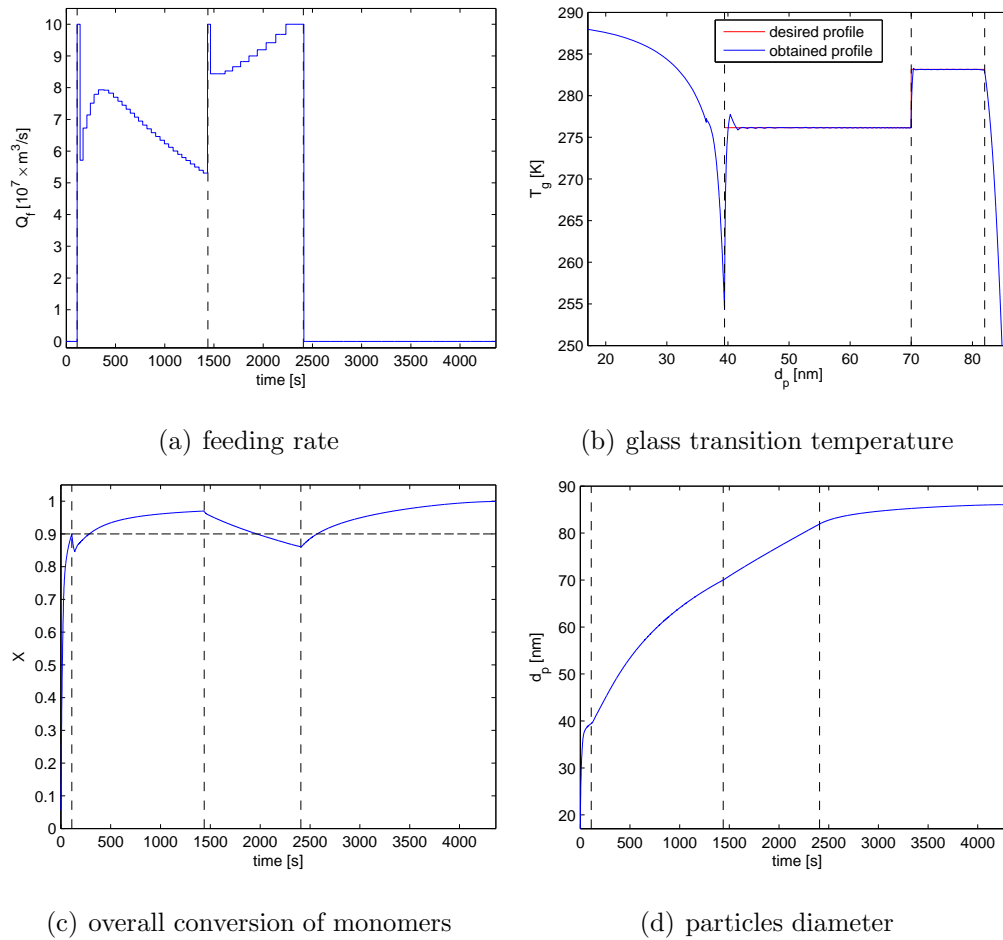 10
9
8
7
6
5
4
3
2
1
0
Q_f [10^7 × m^3/s]
0 500 1000 1500 2000 2500 3000 3500 4000
time [s]
(a) feeding rate
290
285
280
275
270
265
260
255
250
T_g [K]
desired profile
obtained profile
20 30 40 50 60 70 80
d_p [nm]
(b) glass transition temperature
1
0.9
0.8
0.7
0.6
0.5
0.4
0.3
0.2
0.1
0
X
0 500 1000 1500 2000 2500 3000 3500 4000
time [s]
(c) overall conversion of monomers
90
80
70
60
50
40
30
20
d_p [nm]
0 500 1000 1500 2000 2500 3000 3500 4000
time [s]
(d) particles diameter